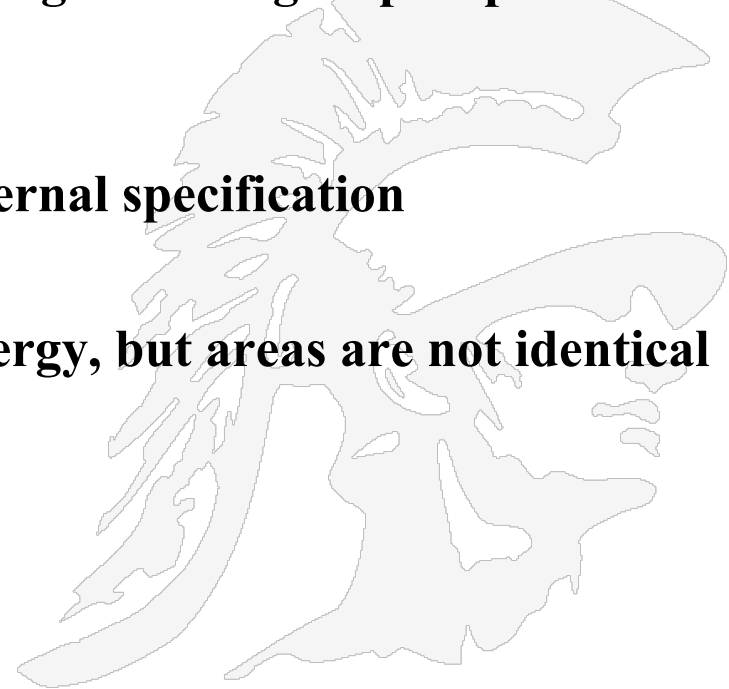 ernal specification
ergy, but areas are not identical